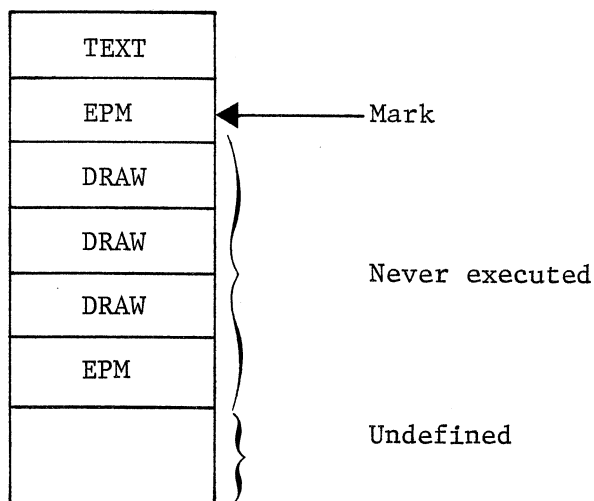 TEXT
EPM Mark
DRAW
DRAW
Never executed
DRAW
EPM
Undefined